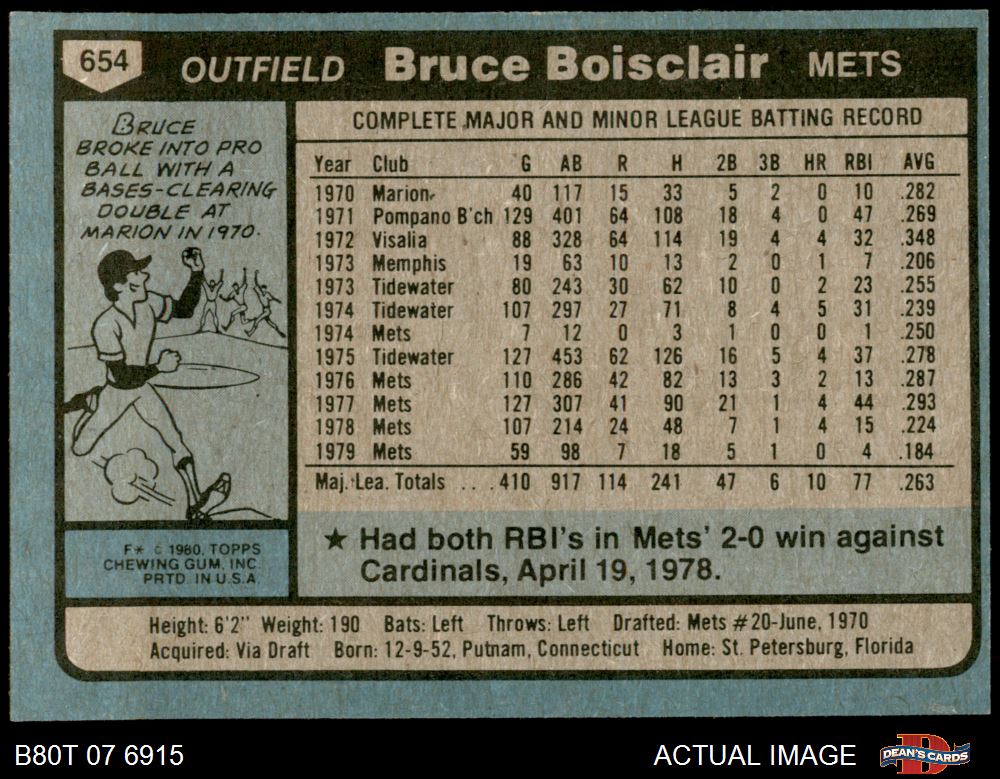 654 OUTFIELD Bruce Boisclair METS
BRUCE
BROKE INTO PRO
BALL WITH A
BASES-CLEARING
DOUBLE AT
MARION IN 1970.
COMPLETE MAJOR AND MINOR LEAGUE BATTING RECORD
Year Club G AB R H 2B 3B HR RBI AVG
1970 Marion 40 117 15 33 5 2 0 10 .282
1971 Pompano B'ch 129 401 64 108 18 4 0 47 .269
1972 Visalia 88 328 64 114 19 4 4 32 .348
1973 Memphis 19 63 10 13 2 0 1 7 .206
1973 Tidewater 80 243 30 62 10 0 2 23 .255
1974 Tidewater 107 297 27 71 8 4 5 31 .239
1974 Mets 7 12 0 3 1 0 0 1 .250
1975 Tidewater 127 453 62 126 16 5 4 37 .278
1976 Mets 110 286 42 82 13 3 2 13 .287
1977 Mets 127 307 41 90 21 1 4 44 .293
1978 Mets 107 214 24 48 7 1 4 15 .224
1979 Mets 59 98 7 18 5 1 0 4 .184
Maj. Lea. Totals . . . 410 917 114 241 47 6 10 77 .263
★ Had both RBI's in Mets' 2-0 win against
Cardinals, April 19, 1978.
F* © 1980, TOPPS
CHEWING GUM, INC.
PRTD. IN U.S.A.
Height: 6'2" Weight: 190 Bats: Left Throws: Left Drafted: Mets #20-June, 1970
Acquired: Via Draft Born: 12-9-52, Putnam, Connecticut Home: St. Petersburg, Florida
B80T 07 6915 ACTUAL IMAGE DEAN'S CARDS